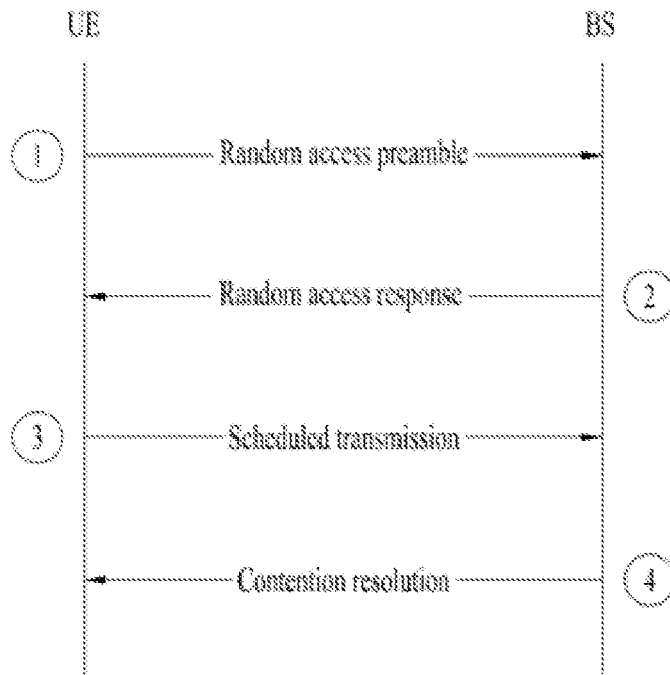 UE BS
1 Random access preamble
Random access response 2
3 Scheduled transmission
Contention resolution 4